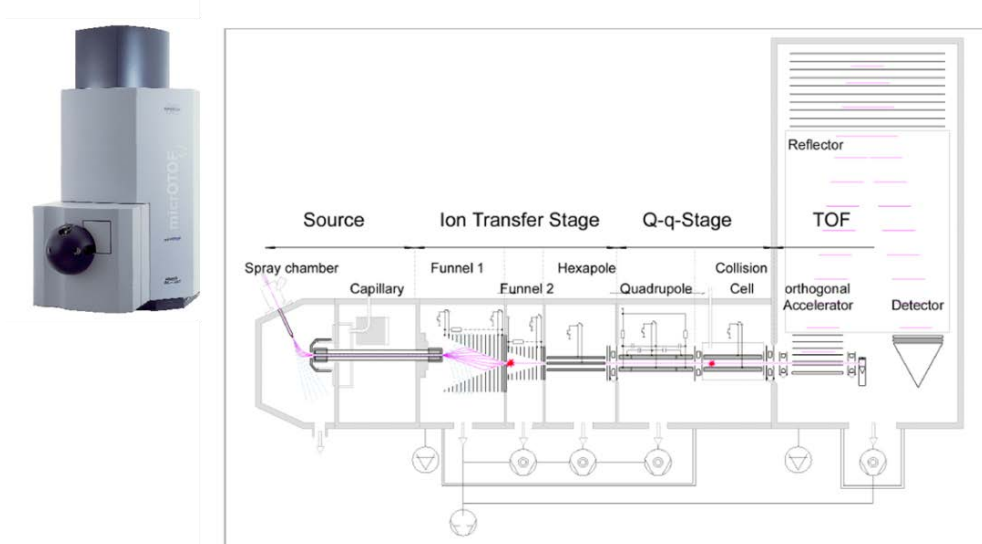 micrOTOF
Source
Ion Transfer Stage
Q-q-Stage
TOF
Reflector
Spray chamber
Capillary
Funnel 1
Funnel 2
Hexapole
Quadrupole
Collision
Cell
orthogonal
Accelerator
Detector